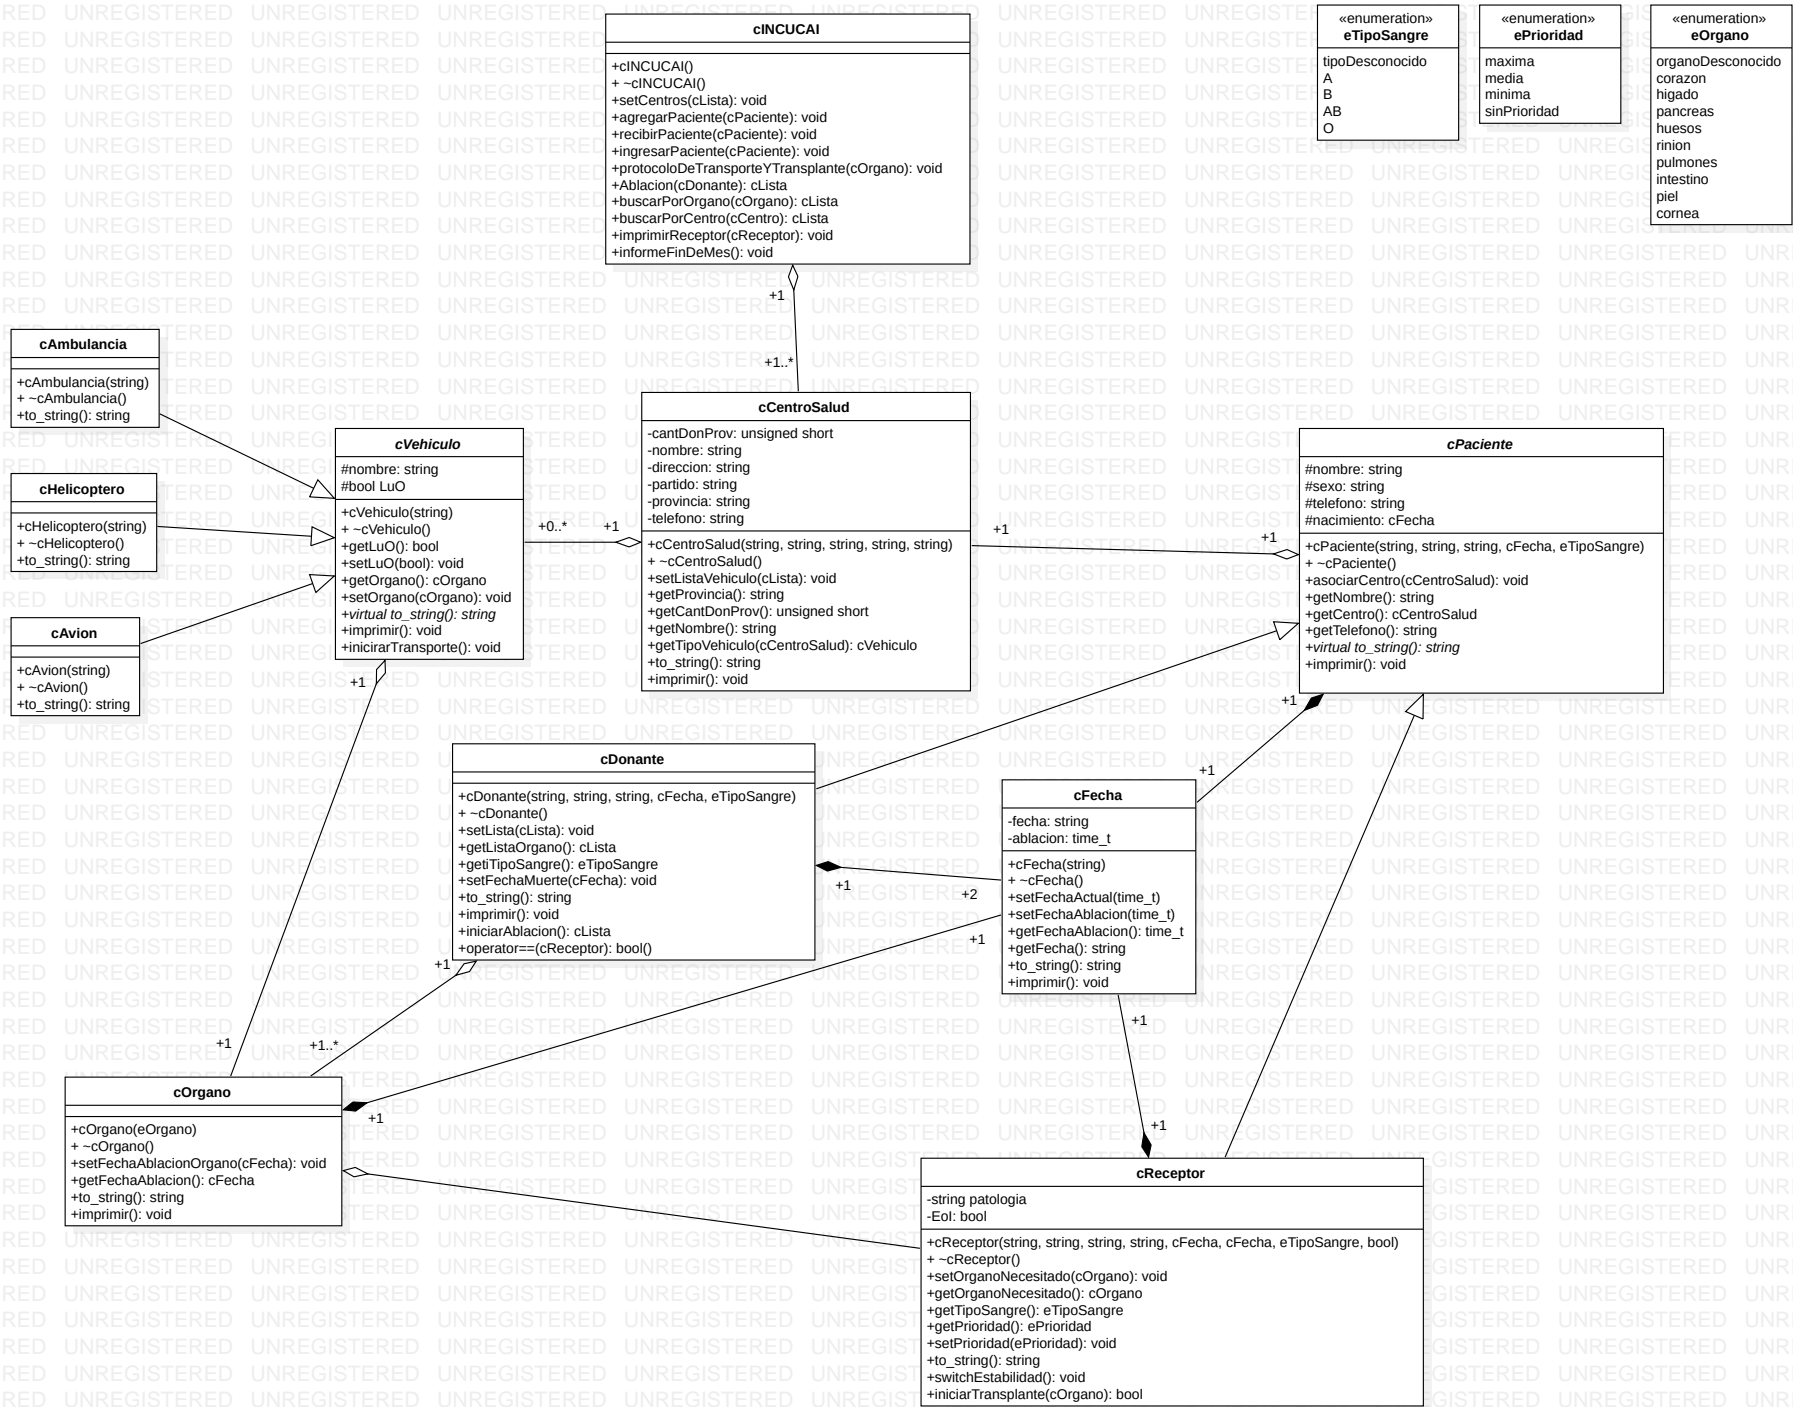 cINCUCAI
+cINCUCAI()
+ ~cINCUCAI()
+setCentros(cLista): void
+agregarPaciente(cPaciente): void
+recibirPaciente(cPaciente): void
+ingresarPaciente(cPaciente): void
+protocoloDeTransporteYTransplante(cOrgano): void
+Ablacion(cDonante): cLista
+buscarPorOrgano(cOrgano): cLista
+buscarPorCentro(cCentro): cLista
+imprimirReceptor(cReceptor): void
+informeFinDeMes(): void
«enumeration»
eTipoSangre
tipoDesconocido
A
B
AB
O
«enumeration»
ePrioridad
maxima
media
minima
sinPrioridad
«enumeration»
eOrgano
organoDesconocido
corazon
higado
pancreas
huesos
rinion
pulmones
intestino
piel
cornea
+1
+1..*
cAmbulancia
+cAmbulancia(string)
+ ~cAmbulancia()
+to_string(): string
cHelicoptero
+cHelicoptero(string)
+ ~cHelicoptero()
+to_string(): string
cAvion
+cAvion(string)
+ ~cAvion()
+to_string(): string
cVehiculo
#nombre: string
#bool LuO
+cVehiculo(string)
+ ~cVehiculo()
+getLuO(): bool
+setLuO(bool): void
+getOrgano(): cOrgano
+setOrgano(cOrgano): void
+virtual to_string(): string
+imprimir(): void
+inicirarTransporte(): void
+0..*
+1
cCentroSalud
-cantDonProv: unsigned short
-nombre: string
-direccion: string
-partido: string
-provincia: string
-telefono: string
+cCentroSalud(string, string, string, string, string)
+ ~cCentroSalud()
+setListaVehiculo(cLista): void
+getProvincia(): string
+getCantDonProv(): unsigned short
+getNombre(): string
+getTipoVehiculo(cCentroSalud): cVehiculo
+to_string(): string
+imprimir(): void
+1
+1
cPaciente
#nombre: string
#sexo: string
#telefono: string
#nacimiento: cFecha
+cPaciente(string, string, string, cFecha, eTipoSangre)
+ ~cPaciente()
+asociarCentro(cCentroSalud): void
+getNombre(): string
+getCentro(): cCentroSalud
+getTelefono(): string
+virtual to_string(): string
+imprimir(): void
+1
+1
+1
cDonante
+cDonante(string, string, string, cFecha, eTipoSangre)
+ ~cDonante()
+setLista(cLista): void
+getListaOrgano(): cLista
+getiTipoSangre(): eTipoSangre
+setFechaMuerte(cFecha): void
+to_string(): string
+imprimir(): void
+iniciarAblacion(): cLista
+operator==(cReceptor): bool()
+1
+2
+1
cFecha
-fecha: string
-ablacion: time_t
+cFecha(string)
+ ~cFecha()
+setFechaActual(time_t)
+setFechaAblacion(time_t)
+getFechaAblacion(): time_t
+getFecha(): string
+to_string(): string
+imprimir(): void
+1
+1
+1..*
+1
+1
cOrgano
+cOrgano(eOrgano)
+ ~cOrgano()
+setFechaAblacionOrgano(cFecha): void
+getFechaAblacion(): cFecha
+to_string(): string
+imprimir(): void
+1
+1
cReceptor
-string patologia
-EoI: bool
+cReceptor(string, string, string, string, cFecha, cFecha, eTipoSangre, bool)
+ ~cReceptor()
+setOrganoNecesitado(cOrgano): void
+getOrganoNecesitado(): cOrgano
+getTipoSangre(): eTipoSangre
+getPrioridad(): ePrioridad
+setPrioridad(ePrioridad): void
+to_string(): string
+switchEstabilidad(): void
+iniciarTransplante(cOrgano): bool
UNREGISTERED